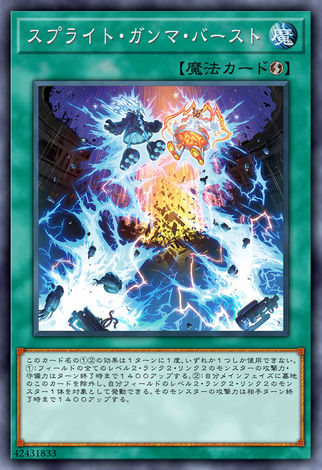 スプライト・ガンマ・バースト
魔
【魔法カード】
このカード名の①②の効果は1ターンに1度、いずれか1つしか使用できない。
①:フィールドの全てのレベル2・ランク2・リンク2のモンスターの攻撃力・
守備力はターン終了時まで1400アップする。②:自分メインフェイズに墓地
のこのカードを除外し、自分フィールドのレベル2・ランク2・リンク2のモンス
ター1体を対象として発動できる。そのモンスターの攻撃力は相手ターン終
了時まで1400アップする。
42431833